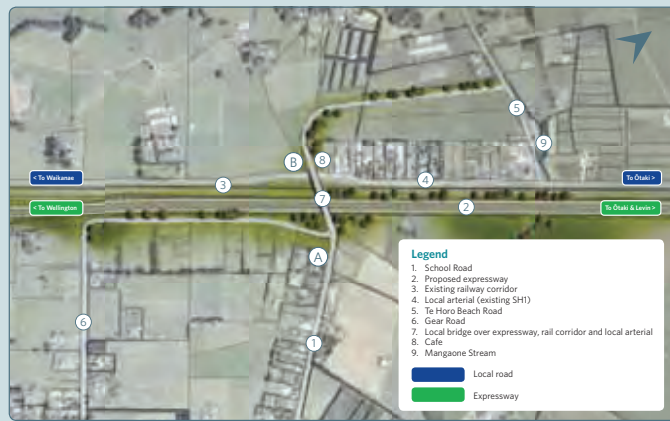 5
9
B
8
< To Waikanae
3
4
To Ōtaki >
< To Wellington
7
2
To Ōtaki & Levin >
A
6
1
Legend
1. School Road
2. Proposed expressway
3. Existing railway corridor
4. Local arterial (existing SH1)
5. Te Horo Beach Road
6. Gear Road
7. Local bridge over expressway, rail corridor and local arterial
8. Cafe
9. Mangaone Stream
Local road
Expressway